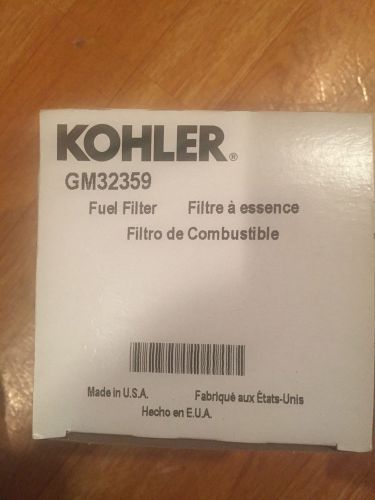 KOHLER®
GM32359
Fuel Filter Filtre à essence
Filtro de Combustible
Made in U.S.A. Fabriqué aux États-Unis
Hecho en E.U.A.